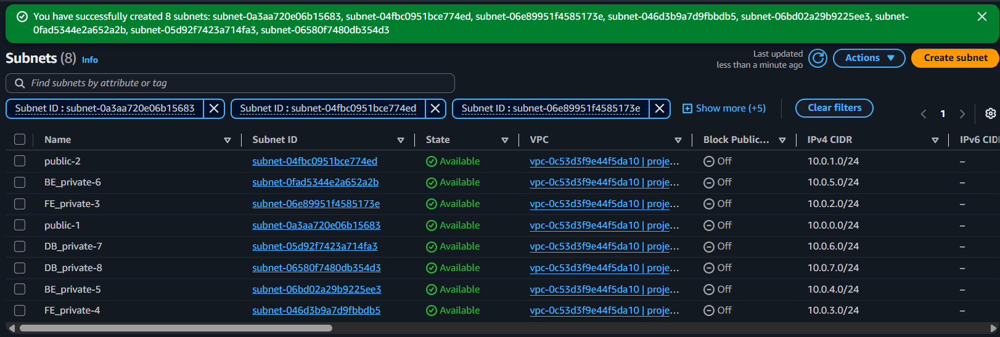 You have successfully created 8 subnets: subnet-0a3aa720e06b15683, subnet-04fbc0951bce774ed, subnet-06e89951f4585173e, subnet-046d3b9a7d9fbbdb5, subnet-06bd02a29b9225ee3, subnet-
0fad5344e2a652a2b, subnet-05d92f7423a714fa3, subnet-06580f7480db354d3
Subnets (8) Info
Last updated
less than a minute ago
Actions
Create subnet
Find subnets by attribute or tag
Subnet ID : subnet-0a3aa720e06b15683 Subnet ID : subnet-04fbc0951bce774ed Subnet ID : subnet-06e89951f4585173e Show more (+5) Clear filters 1
Name Subnet ID State VPC Block Public... IPv4 CIDR IPv6 CIDI
public-2 subnet-04fbc0951bce774ed Available vpc-0c53d3f9e44f5da10 | proje... Off 10.0.1.0/24 –
BE_private-6 subnet-0fad5344e2a652a2b Available vpc-0c53d3f9e44f5da10 | proje... Off 10.0.5.0/24 –
FE_private-3 subnet-06e89951f4585173e Available vpc-0c53d3f9e44f5da10 | proje... Off 10.0.2.0/24 –
public-1 subnet-0a3aa720e06b15683 Available vpc-0c53d3f9e44f5da10 | proje... Off 10.0.0.0/24 –
DB_private-7 subnet-05d92f7423a714fa3 Available vpc-0c53d3f9e44f5da10 | proje... Off 10.0.6.0/24 –
DB_private-8 subnet-06580f7480db354d3 Available vpc-0c53d3f9e44f5da10 | proje... Off 10.0.7.0/24 –
BE_private-5 subnet-06bd02a29b9225ee3 Available vpc-0c53d3f9e44f5da10 | proje... Off 10.0.4.0/24 –
FE_private-4 subnet-046d3b9a7d9fbbdb5 Available vpc-0c53d3f9e44f5da10 | proje... Off 10.0.3.0/24 –